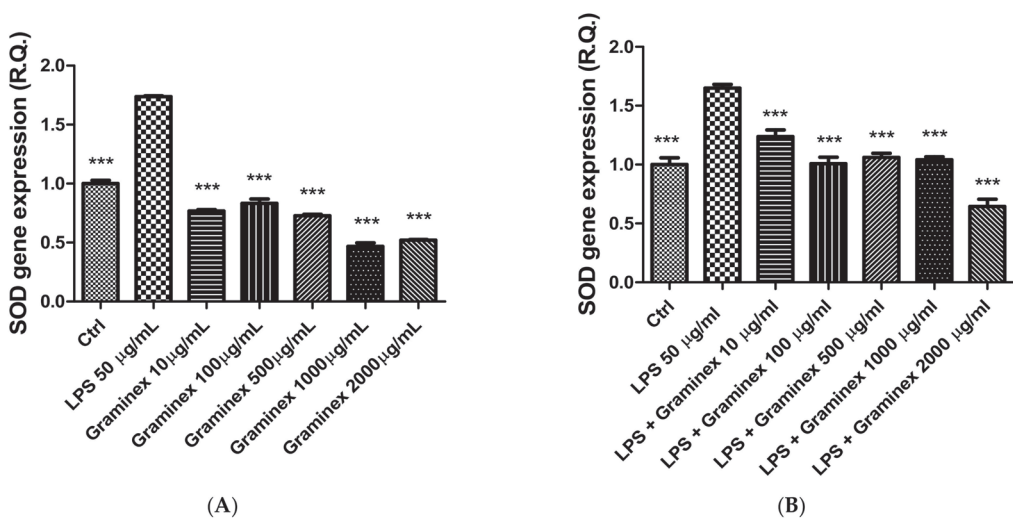 SOD gene expression (R.Q.)
2.0
1.5
1.0
0.5
0.0
***
***
***
***
***
***
Ctrl
LPS 50 µg/mL
Graminex 10µg/mL
Graminex 100µg/mL
Graminex 500µg/mL
Graminex 1000µg/mL
Graminex 2000µg/mL
(A)
SOD gene expression (R.Q.)
2.0
1.5
1.0
0.5
0.0
***
***
***
***
***
***
Ctrl
LPS 50 µg/ml
LPS + Graminex 10 µg/ml
LPS + Graminex 100 µg/ml
LPS + Graminex 500 µg/ml
LPS + Graminex 1000 µg/ml
LPS + Graminex 2000 µg/ml
(B)